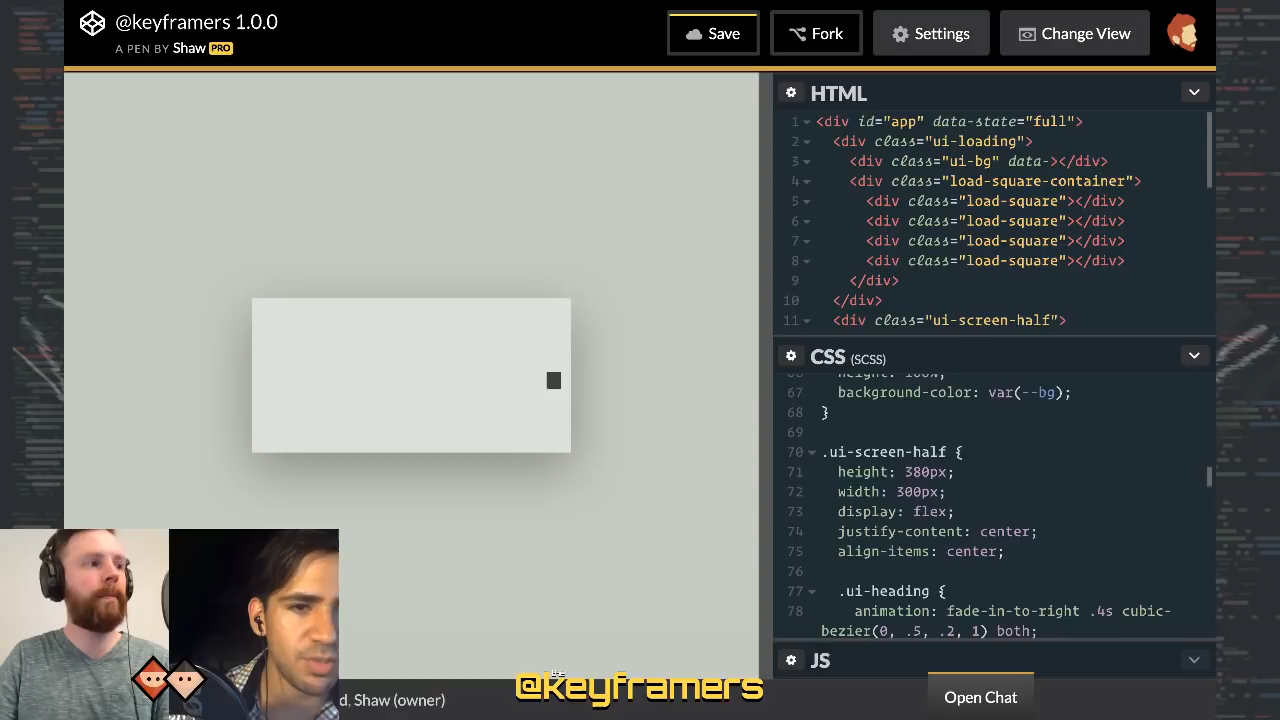 @keyframers 1.0.0
A PEN BY Shaw PRO
Save
Fork
Settings
Change View
HTML
1 <div id="app" data-state="full">
2 <div class="ui-loading">
3 <div class="ui-bg" data-></div>
4 <div class="load-square-container">
5 <div class="load-square"></div>
6 <div class="load-square"></div>
7 <div class="load-square"></div>
8 <div class="load-square"></div>
9 </div>
10 </div>
11 <div class="ui-screen-half">
CSS (SCSS)
67 background-color: var(--bg);
68 }
69
70 .ui-screen-half {
71 height: 380px;
72 width: 300px;
73 display: flex;
74 justify-content: center;
75 align-items: center;
76
77 .ui-heading {
78 animation: fade-in-to-right .4s cubic-
bezier(0, .5, .2, 1) both;
JS
d, Shaw (owner)
the
@keyframers
Open Chat